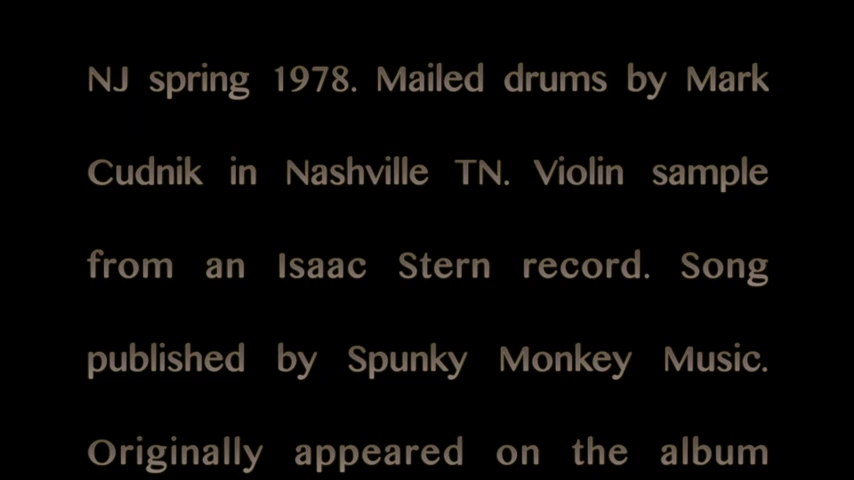 NJ spring 1978. Mailed drums by Mark
Cudnik in Nashville TN. Violin sample
from an Isaac Stern record. Song
published by Spunky Monkey Music.
Originally appeared on the album